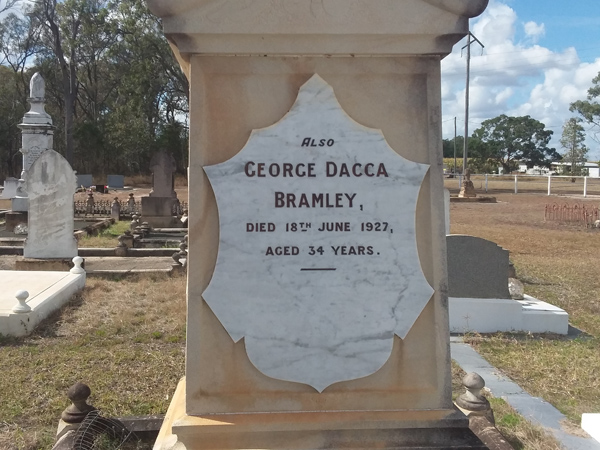 ALSO
GEORGE DACCA
BRAMLEY,
DIED 18TH JUNE 1927,
AGED 34 YEARS.